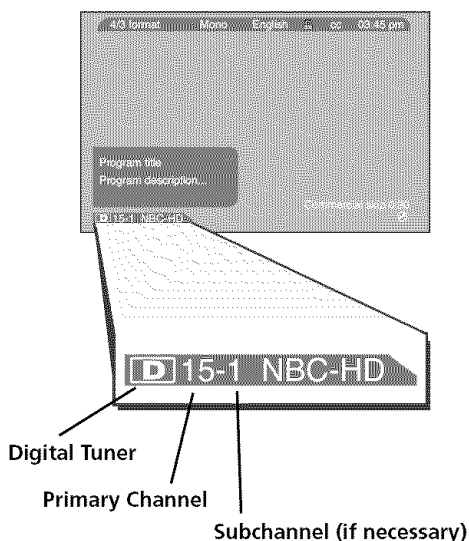 4/3 format Mono English cc 03:45 pm
Program title
Program description....
Commercial skip 0:30
D 15-1 NBC-HD
D 15-1 NBC-HD
Digital Tuner
Primary Channel
Subchannel (if necessary)